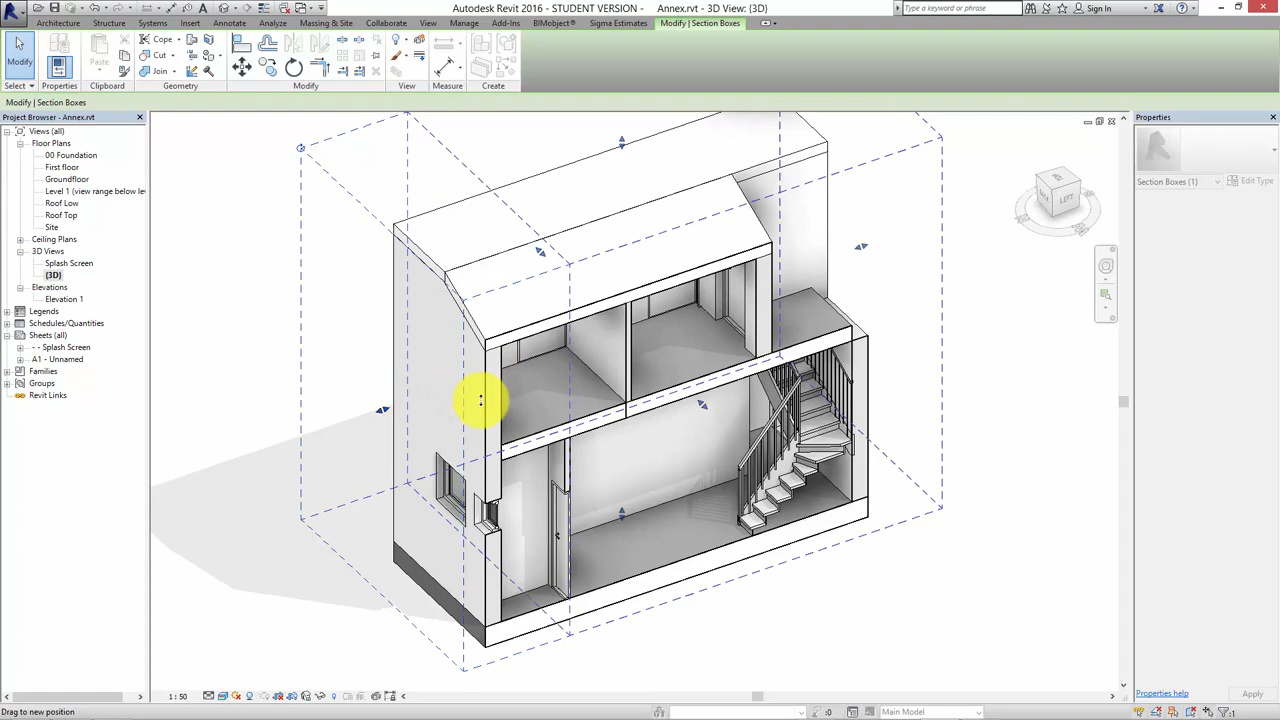 Autodesk Revit 2016 - STUDENT VERSION - Annex.rvt - 3D View: {3D}
Type a keyword or phrase
Sign In
Architecture Structure Systems Insert Annotate Analyze Massing & Site Collaborate View Manage Add-Ins BIMobject® Sigma Estimates Modify | Section Boxes
Modify
Paste
Cope
Cut
Join
Select Properties Clipboard Geometry Modify View Measure Create
Modify | Section Boxes
Project Browser - Annex.rvt
Views (all)
Floor Plans
00 Foundation
First floor
Groundfloor
Level 1 (view range below le
Roof Low
Roof Top
Site
Ceiling Plans
3D Views
Splash Screen
{3D}
Elevations
Elevation 1
Legends
Schedules/Quantities
Sheets (all)
- - Splash Screen
A1 - Unnamed
Families
Groups
Revit Links
LEFT
Properties
Section Boxes (1)
Edit Type
Properties help
Apply
1 : 50
Drag to new position
:0
Main Model
:1